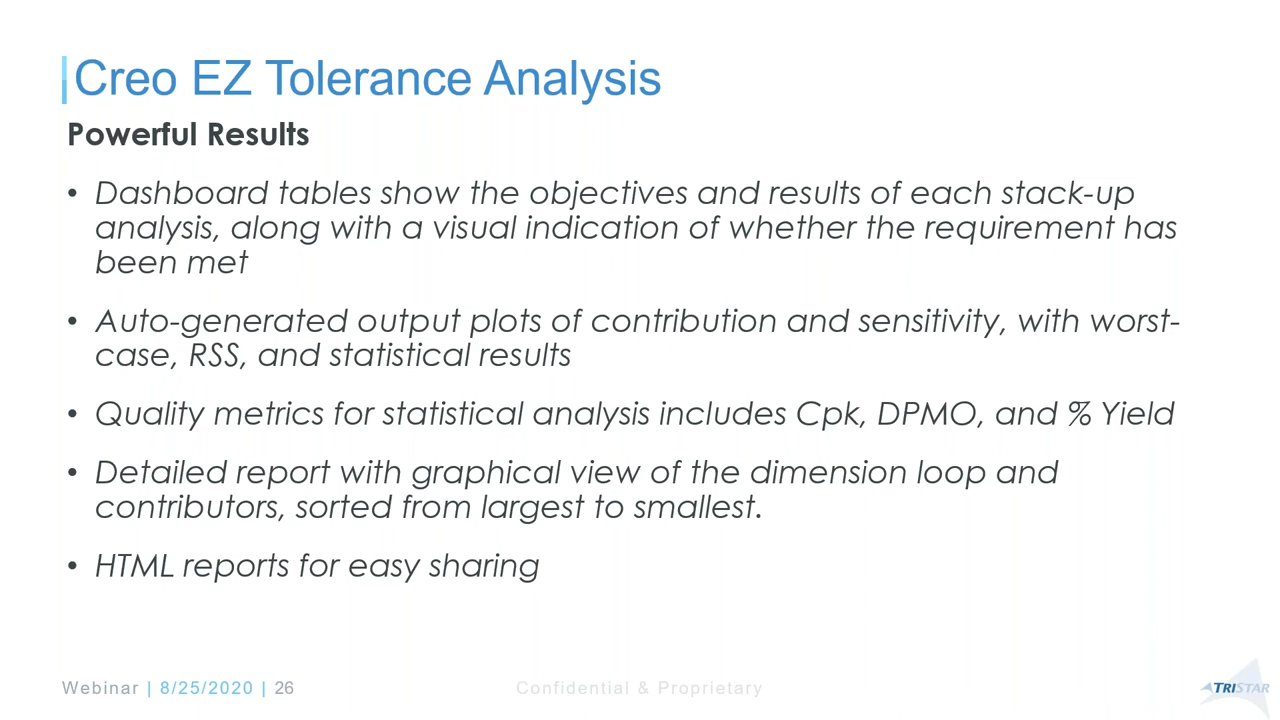 Creo EZ Tolerance Analysis
Powerful Results
• Dashboard tables show the objectives and results of each stack-up
analysis, along with a visual indication of whether the requirement has
been met
• Auto-generated output plots of contribution and sensitivity, with worst-
case, RSS, and statistical results
• Quality metrics for statistical analysis includes Cpk, DPMO, and % Yield
• Detailed report with graphical view of the dimension loop and
contributors, sorted from largest to smallest.
• HTML reports for easy sharing
Webinar | 8/25/2020 | 26
Confidential & Proprietary
TRISTAR